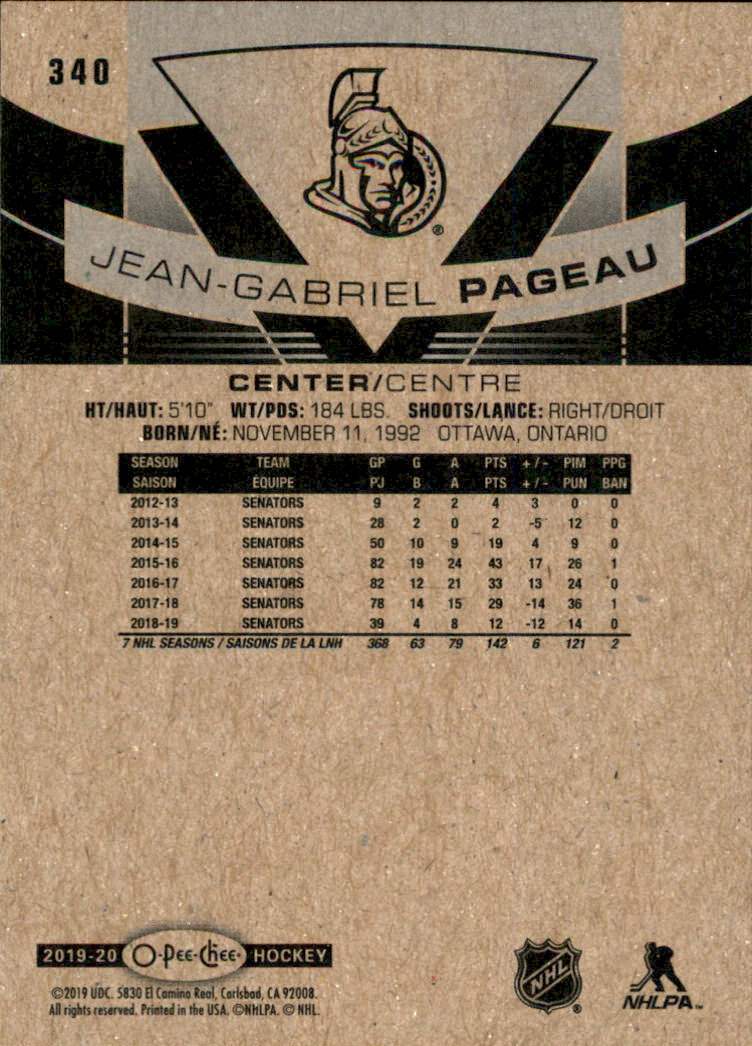 340
JEAN-GABRIEL PAGEAU
CENTER/CENTRE
HT/HAUT: 5'10" WT/PDS: 184 LBS. SHOOTS/LANCE: RIGHT/DROIT
BORN/NÉ: NOVEMBER 11, 1992 OTTAWA, ONTARIO
SEASON TEAM GP G A PTS +/- PIM PPG
SAISON ÉQUIPE PJ B A PTS +/- PUN BAN
2012-13 SENATORS 9 2 2 4 3 0 0
2013-14 SENATORS 28 2 0 2 -5 12 0
2014-15 SENATORS 50 10 9 19 4 9 0
2015-16 SENATORS 82 19 24 43 17 26 1
2016-17 SENATORS 82 12 21 33 13 24 0
2017-18 SENATORS 78 14 15 29 -14 36 1
2018-19 SENATORS 39 4 8 12 -12 14 0
7 NHL SEASONS / SAISONS DE LA LNH 368 63 79 142 6 121 2
2019-20 O-Pee-Chee HOCKEY
©2019 UDC. 5830 El Camino Real, Carlsbad, CA 92008.
All rights reserved. Printed in the USA. ©NHLPA. © NHL.
NHL ®
NHLPA™